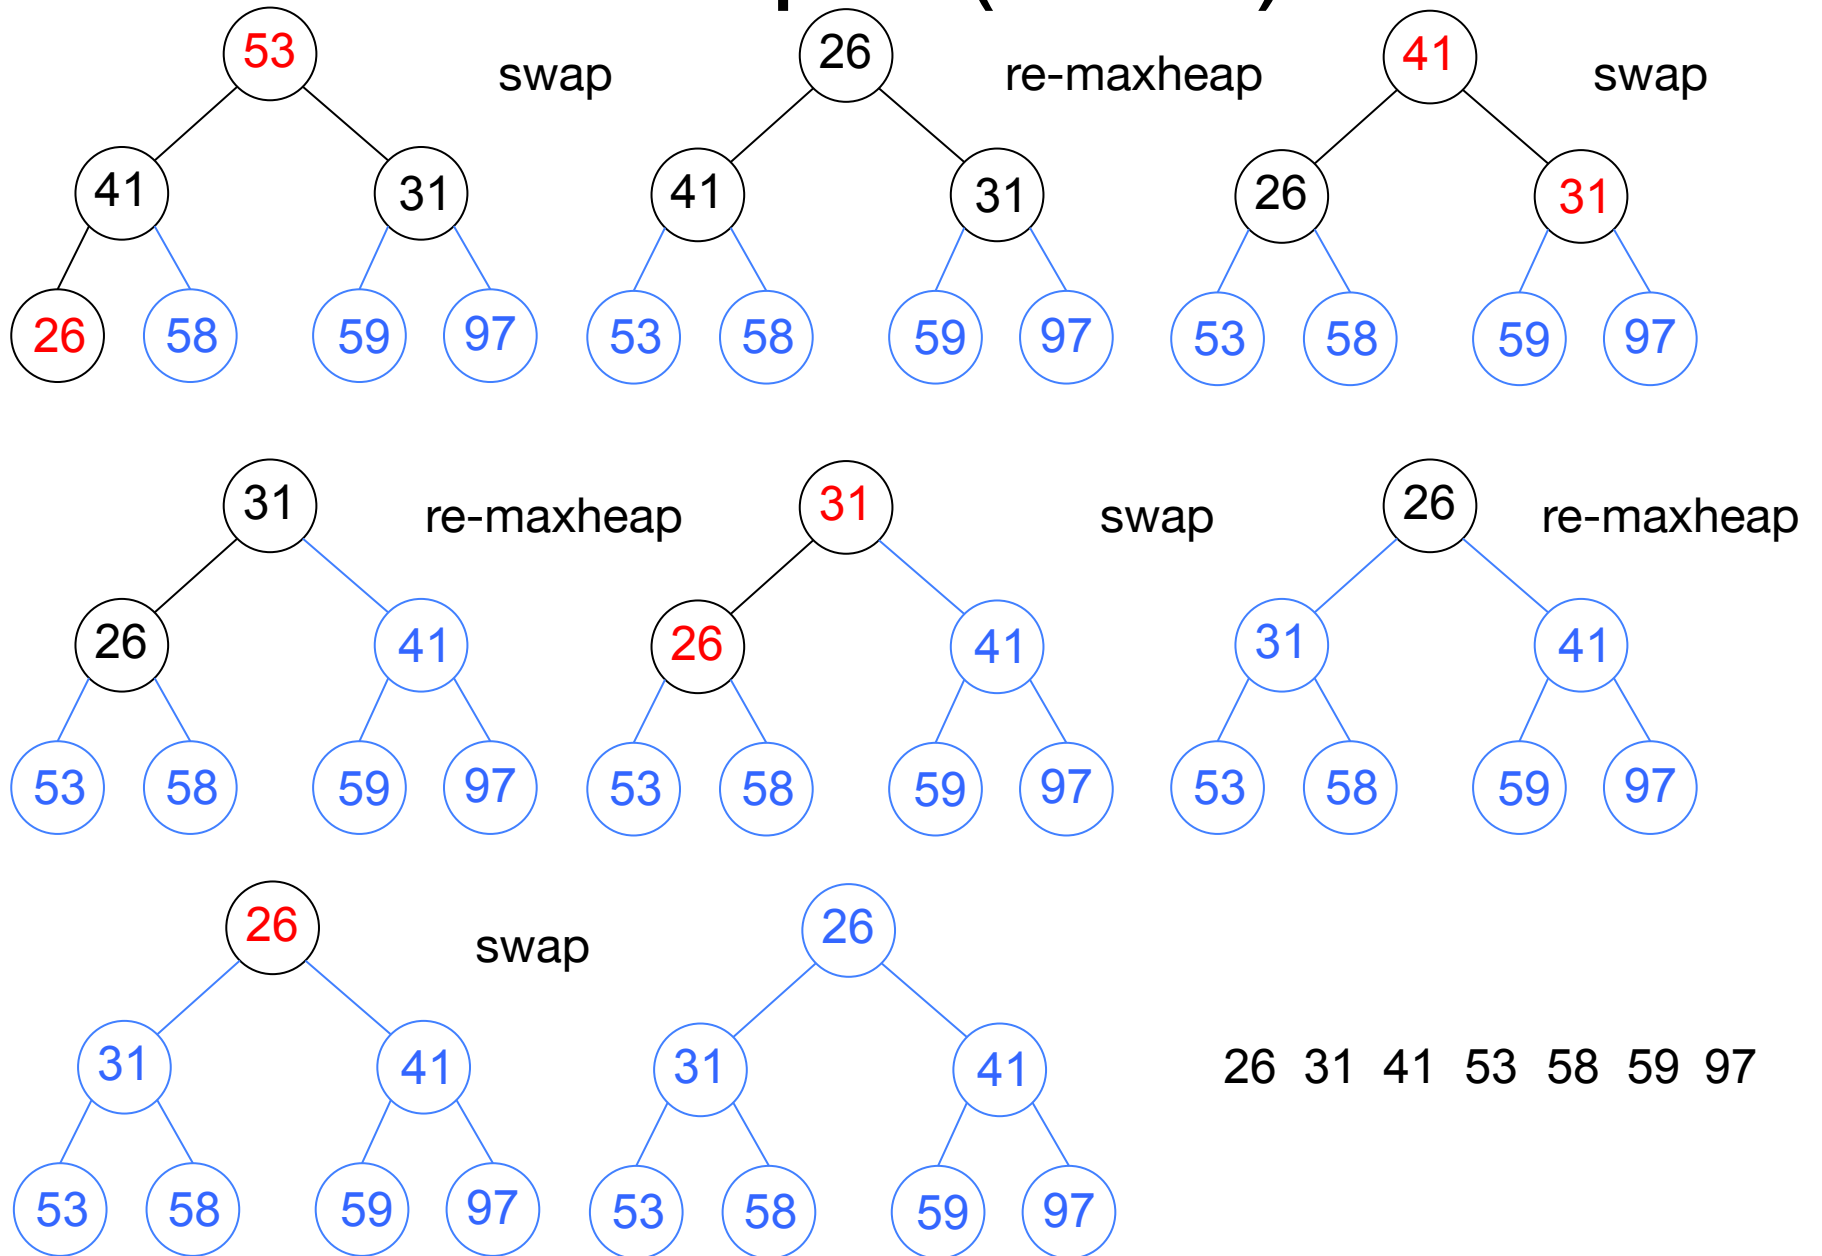 53 swap 26 re-maxheap 41 swap
41 31 41 31 26 31
26 58 59 97 53 58 59 97 53 58 59 97
31 re-maxheap 31 swap 26 re-maxheap
26 41 26 41 31 41
53 58 59 97 53 58 59 97 53 58 59 97
26 swap 26
31 41 31 41 26 31 41 53 58 59 97
53 58 59 97 53 58 59 97